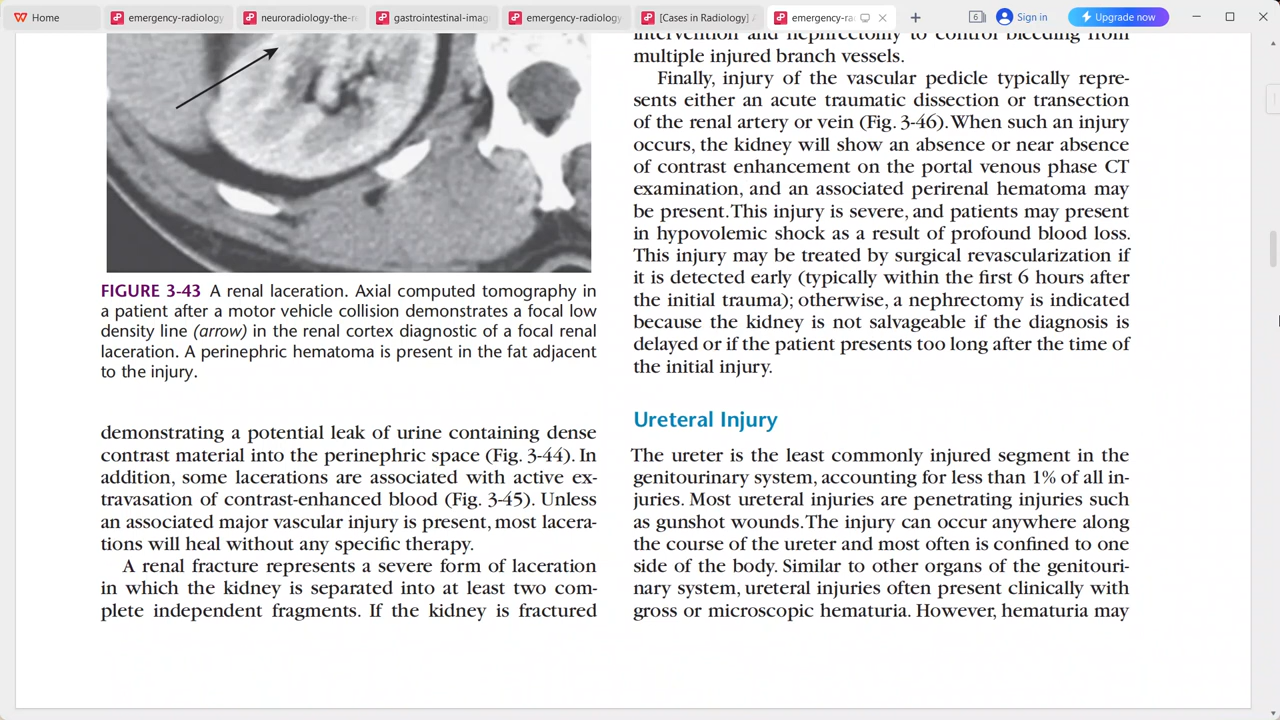 Home
emergency-radiology
neuroradiology-the-r
gastrointestinal-imag
emergency-radiology
[Cases in Radiology]
emergency-ra
6
Sign in
Upgrade now
FIGURE 3-43 A renal laceration. Axial computed tomography in
a patient after a motor vehicle collision demonstrates a focal low
density line (arrow) in the renal cortex diagnostic of a focal renal
laceration. A perinephric hematoma is present in the fat adjacent
to the injury.
demonstrating a potential leak of urine containing dense
contrast material into the perinephric space (Fig. 3-44). In
addition, some lacerations are associated with active ex-
travasation of contrast-enhanced blood (Fig. 3-45). Unless
an associated major vascular injury is present, most lacera-
tions will heal without any specific therapy.
A renal fracture represents a severe form of laceration
in which the kidney is separated into at least two com-
plete independent fragments. If the kidney is fractured
intervention and nephrectomy to control bleeding from
multiple injured branch vessels.
Finally, injury of the vascular pedicle typically repre-
sents either an acute traumatic dissection or transection
of the renal artery or vein (Fig. 3-46). When such an injury
occurs, the kidney will show an absence or near absence
of contrast enhancement on the portal venous phase CT
examination, and an associated perirenal hematoma may
be present. This injury is severe, and patients may present
in hypovolemic shock as a result of profound blood loss.
This injury may be treated by surgical revascularization if
it is detected early (typically within the first 6 hours after
the initial trauma); otherwise, a nephrectomy is indicated
because the kidney is not salvageable if the diagnosis is
delayed or if the patient presents too long after the time of
the initial injury.
Ureteral Injury
The ureter is the least commonly injured segment in the
genitourinary system, accounting for less than 1% of all in-
juries. Most ureteral injuries are penetrating injuries such
as gunshot wounds. The injury can occur anywhere along
the course of the ureter and most often is confined to one
side of the body. Similar to other organs of the genitouri-
nary system, ureteral injuries often present clinically with
gross or microscopic hematuria. However, hematuria may